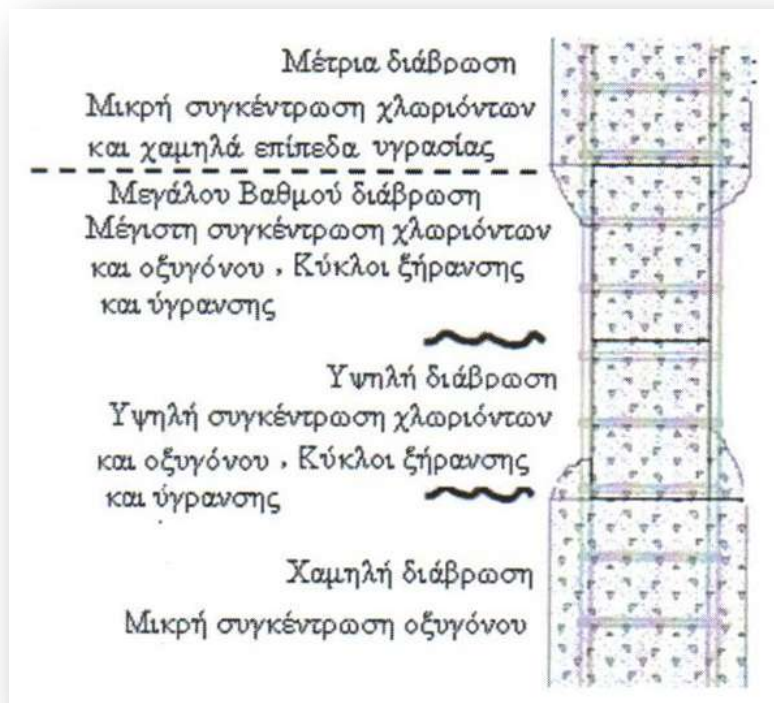 Μέτρια διάβρωση
Μικρή συγκέντρωση χλωριόντων
και χαμηλά επίπεδα υγρασίας
Μεγάλου Βαθμού διάβρωση
Μέγιστη συγκέντρωση χλωριόντων
και οξυγόνου , Κύκλοι ξήρανσης
και ύγρανσης
Υψηλή διάβρωση
Υψηλή συγκέντρωση χλωριόντων
και οξυγόνου , Κύκλοι ξήρανσης
και ύγρανσης
Χαμηλή διάβρωση
Μικρή συγκέντρωση οξυγόνου